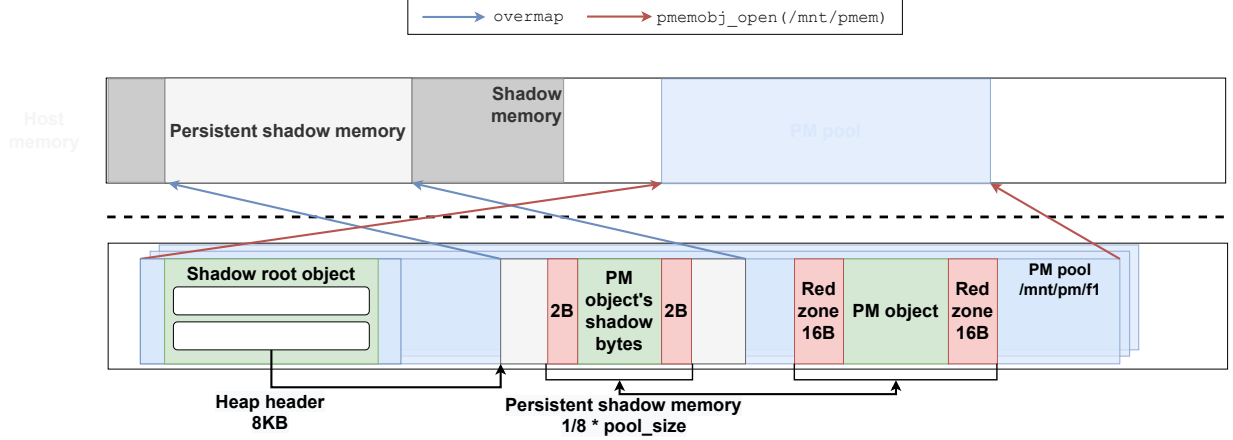 overmap
pmemobj_open(/mnt/pmem)
Host
memory
Persistent shadow memory
Shadow
memory
PM pool
Shadow root object
2B
PM
object's
shadow
bytes
2B
Red
zone
16B
PM object
Red
zone
16B
PM pool
/mnt/pm/f1
Heap header
8KB
Persistent shadow memory
1/8 * pool_size